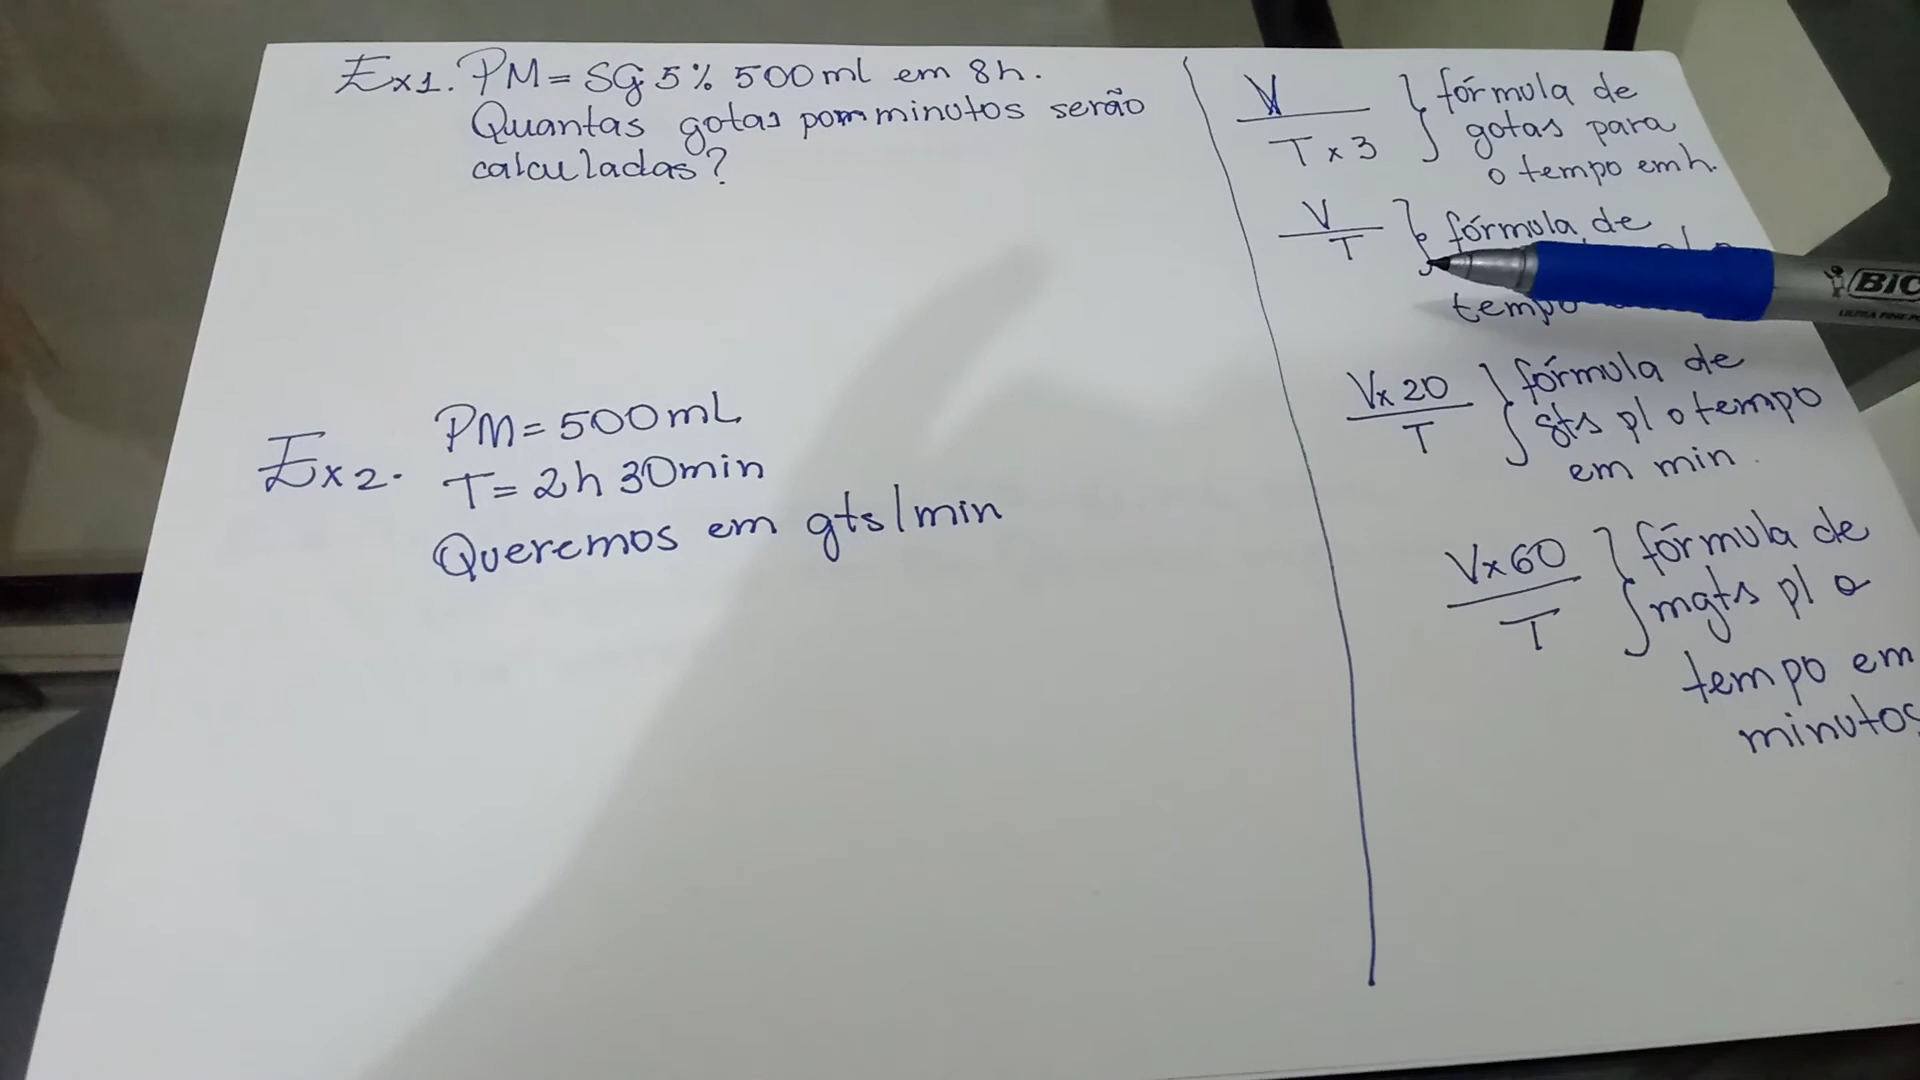 Ex1. PM= SG 5% 500ml em 8h.
Quantas gotas por minutos serão
calculadas?
Ex2. PM= 500mL
T= 2h 30min
Queremos em gts/min
V
T x 3
fórmula de
gotas para
o tempo em h.
V
T
fórmula de
tempo
Vx 20
T
fórmula de
gts p/ o tempo
em min.
Vx60
T
fórmula de
mgts p/ o
tempo em
minutos
BIC